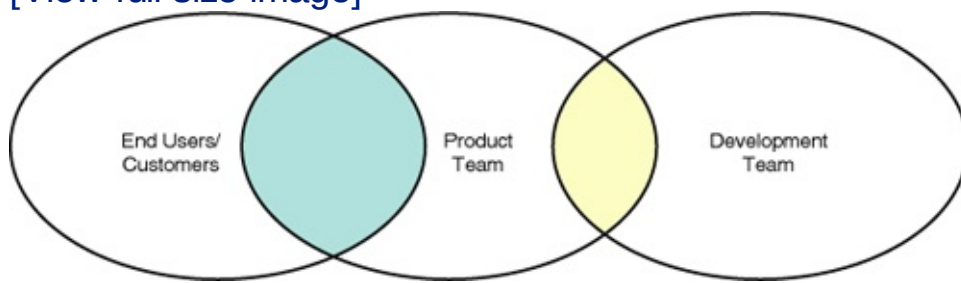 [View full size image]
End Users/
Customers
Product
Team
Development
Team